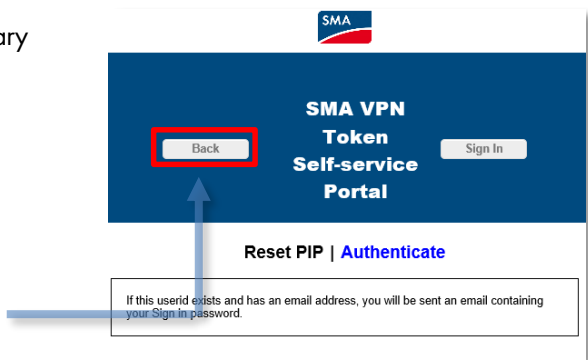 ary
SMA
SMA VPN
Token
Self-service
Portal
Back
Sign In
Reset PIP | Authenticate
If this userid exists and has an email address, you will be sent an email containing
your Sign in password.